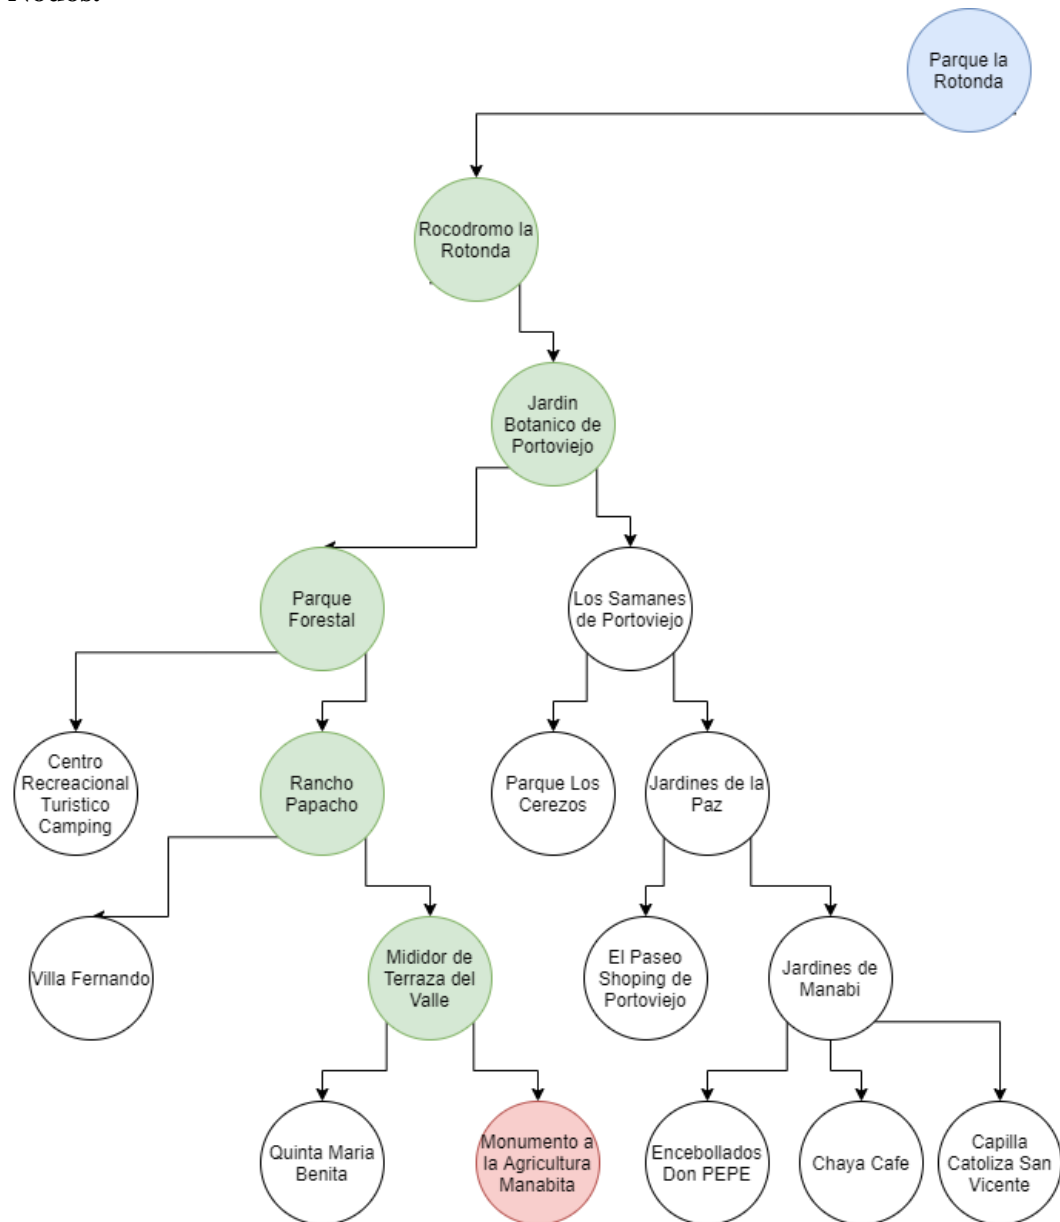 Nodos:
Parque la
Rotonda
Rocodromo la
Rotonda
Jardin
Botanico de
Portoviejo
Parque
Forestal
Los Samanes
de Portoviejo
Centro
Recreacional
Turistico
Camping
Rancho
Papacho
Parque Los
Cerezos
Jardines de la
Paz
Villa Fernando
Mididor de
Terraza del
Valle
El Paseo
Shoping de
Portoviejo
Jardines de
Manabi
Quinta Maria
Benita
Monumento a
la Agricultura
Manabita
Encebollados
Don PEPE
Chaya Cafe
Capilla
Catoliza San
Vicente